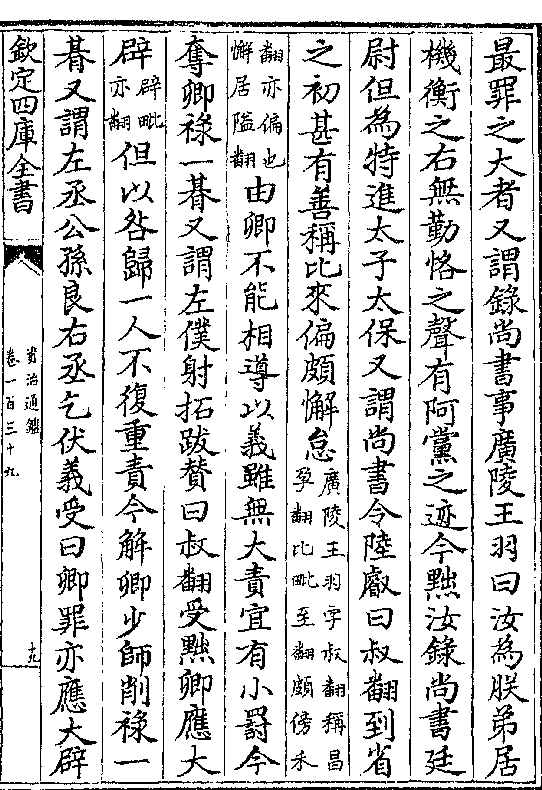 最罪之大者又謂錄尚書事廣陵王羽曰汝為朕弟居
機衡之右無勤恪之聲有阿黨之迹今黜汝錄尚書廷
尉但為特進太子太保又謂尚書令陸叡曰叔翻到省
之初甚有善稱比來偏頗懈怠
廣陵王羽字叔翻稱昌
孕翻比毗至翻頗傍禾
翻亦偏也
懈居隘翻
由卿不能相導以義雖無大責宜有小罰今
奪卿祿一朞又謂左僕射拓跋賛曰叔翻受黜卿應大
辟
辟毗
亦翻
但以咎歸一人不復重責今解卿少師削祿一
朞又謂左丞公孫良右丞乞伏義受曰卿罪亦應大辟
欽定四庫全書
資治通鑑
卷一百三十九
十九